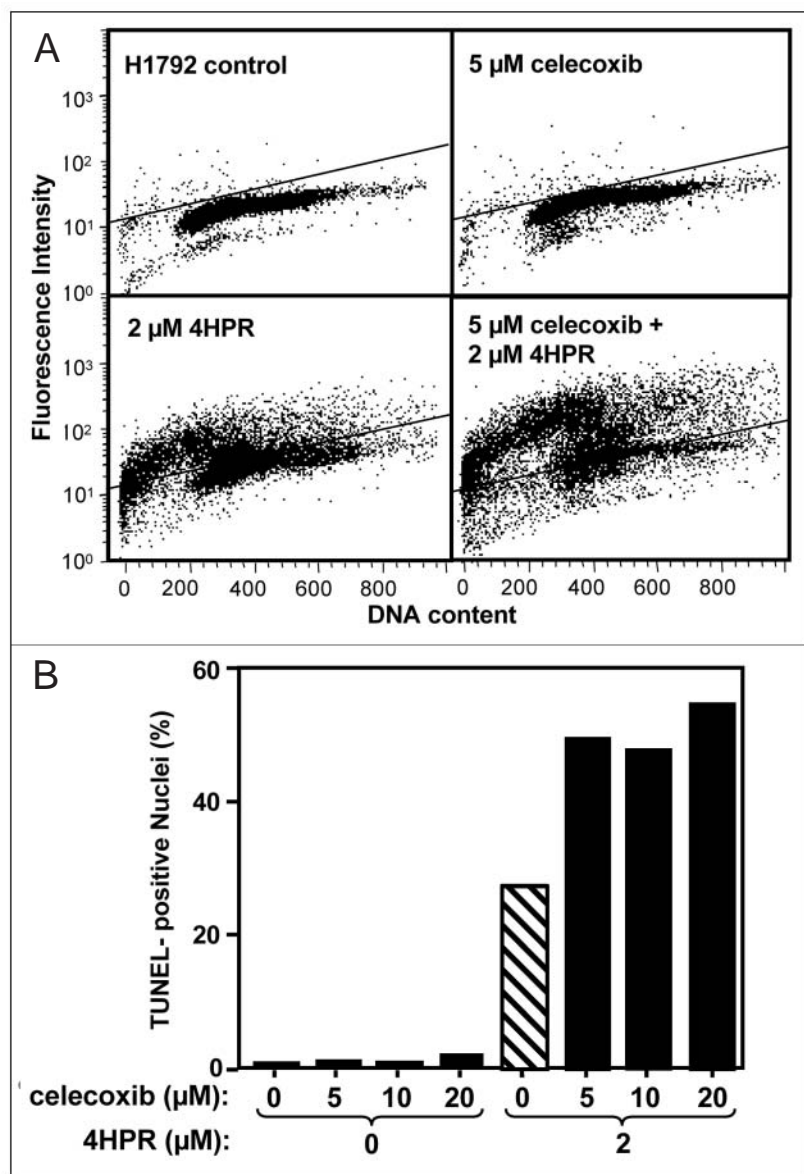 A
H1792 control
5 µM celecoxib
10³
10²
10¹
10⁰
Fluorescence Intensity
2 µM 4HPR
5 µM celecoxib +
2 µM 4HPR
10³
10²
10¹
10⁰
0 200 400 600 800
0 200 400 600 800
DNA content
B
TUNEL- positive Nuclei (%)
60
40
20
0
celecoxib (µM): 0 5 10 20 0 5 10 20
4HPR (µM): 0 2